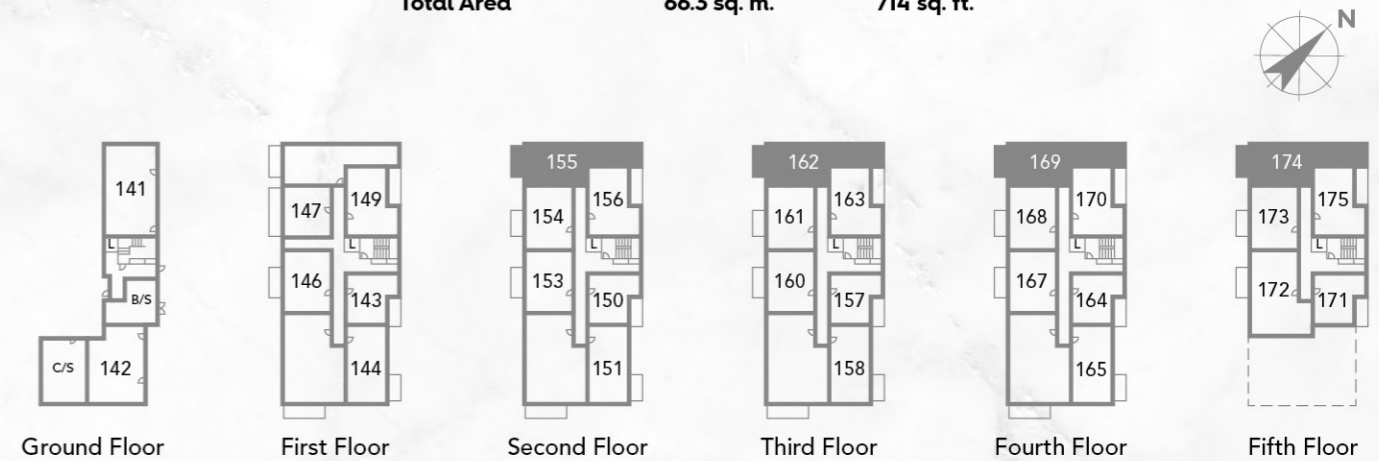 Total Area 66.3 sq. m. 714 sq. ft.
N
155 162 169 174
141 147 149 154 156 161 163 168 170 173 175
L L L L L L
146 143 153 150 160 157 167 164 172 171
B/S
C/S 142 144 151 158 165
Ground Floor First Floor Second Floor Third Floor Fourth Floor Fifth Floor